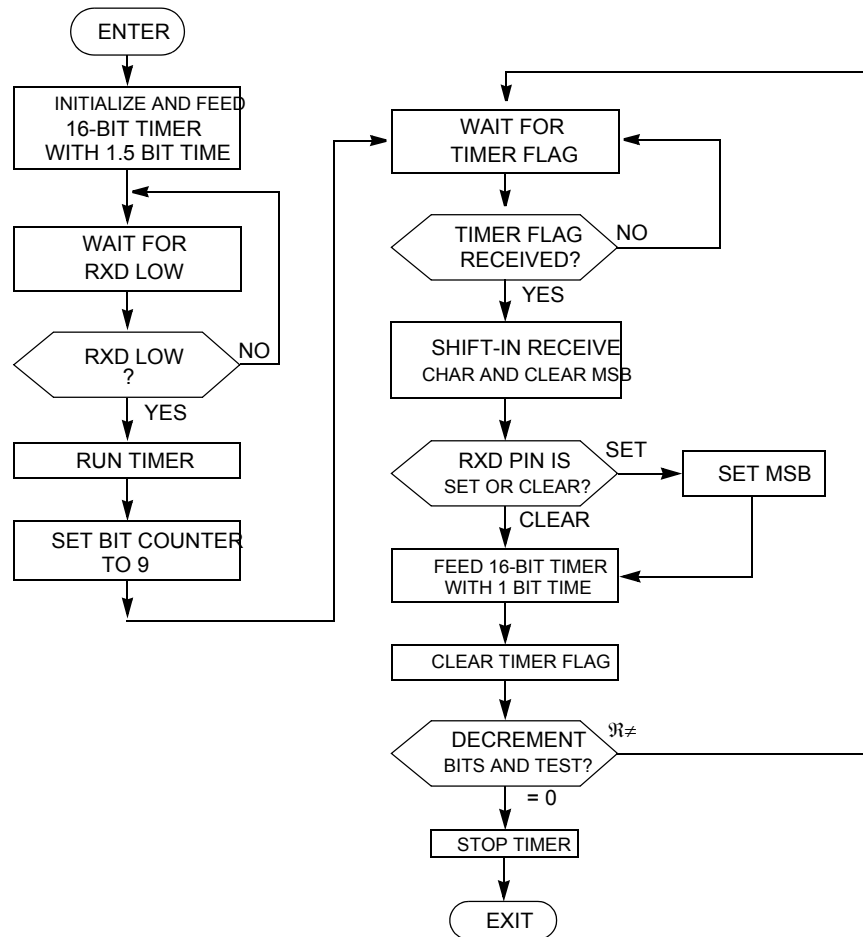 ENTER
INITIALIZE AND FEED
16-BIT TIMER
WITH 1.5 BIT TIME
WAIT FOR
RXD LOW
RXD LOW
?
NO
YES
RUN TIMER
SET BIT COUNTER
TO 9
WAIT FOR
TIMER FLAG
TIMER FLAG
RECEIVED?
NO
YES
SHIFT-IN RECEIVE
CHAR AND CLEAR MSB
RXD PIN IS
SET OR CLEAR?
SET
SET MSB
CLEAR
FEED 16-BIT TIMER
WITH 1 BIT TIME
CLEAR TIMER FLAG
DECREMENT
BITS AND TEST?
ℜ≠
= 0
STOP TIMER
EXIT